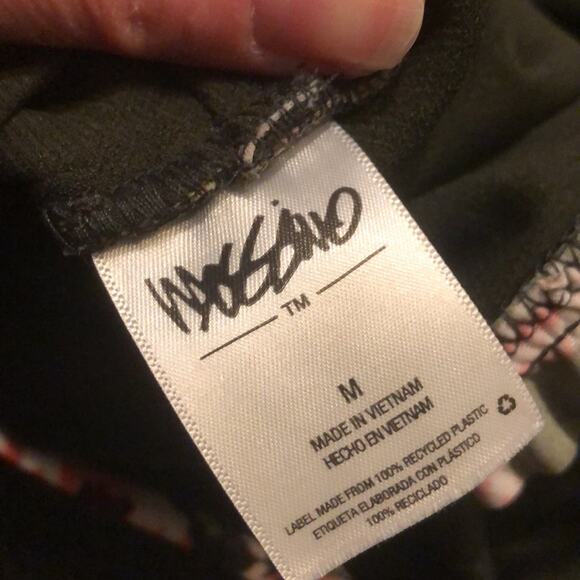 MOSSIMO
TM
M
MADE IN VIETNAM
HECHO EN VIETNAM
LABEL MADE FROM 100% RECYCLED PLASTIC
ETIQUETA ELABORADA CON PLÁSTICO
100% RECICLADO